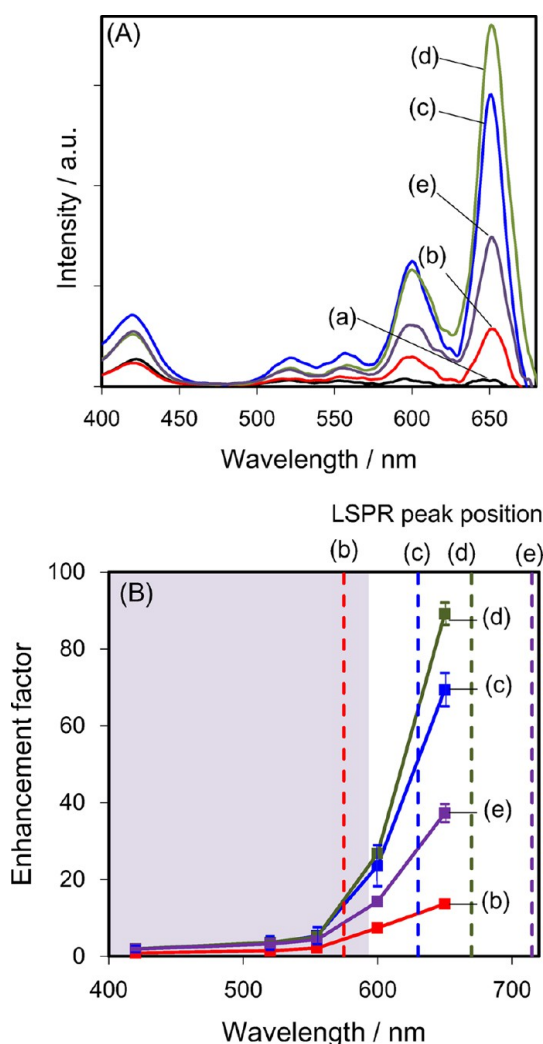 (A)
(d)
(c)
(e)
(b)
(a)
Intensity / a.u.
400 450 500 550 600 650
Wavelength / nm
LSPR peak position
(b) (c) (d) (e)
(B)
100
80
60
40
20
0
(d)
(c)
(e)
(b)
Enhancement factor
400 500 600 700
Wavelength / nm